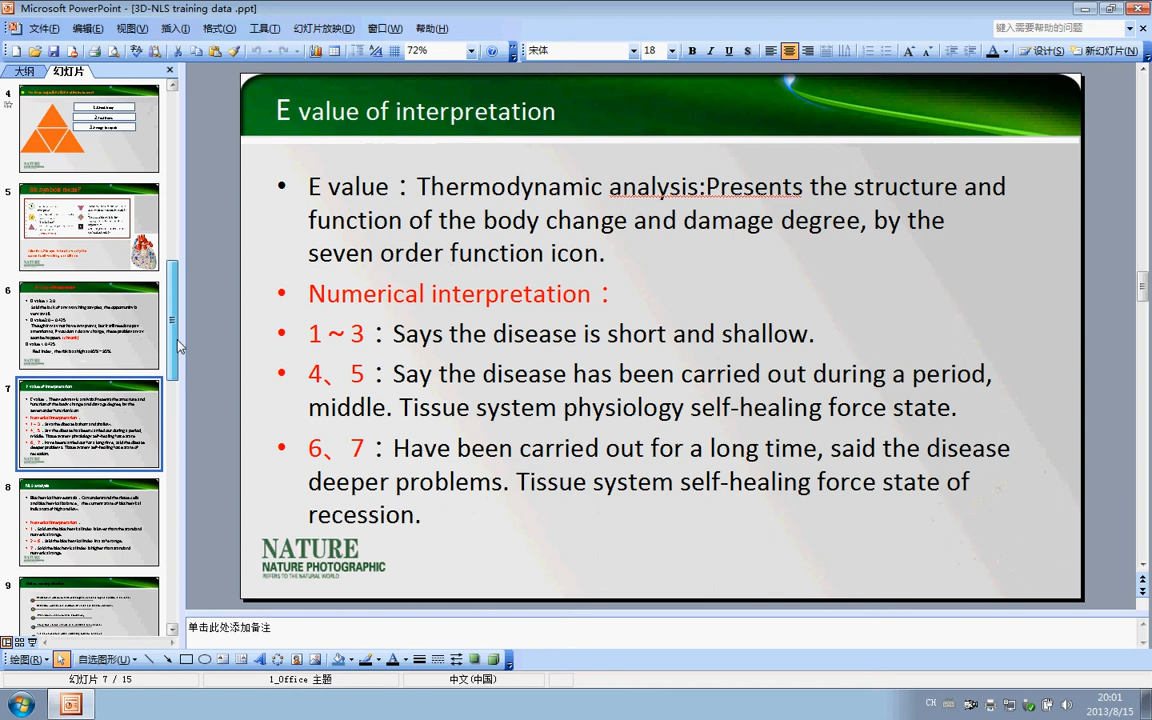 Microsoft PowerPoint - [3D-NLS training data .ppt]
文件(F) 编辑(E) 视图(V) 插入(I) 格式(O) 工具(T) 幻灯片放映(D) 窗口(W) 帮助(H) 键入需要帮助的问题
72% 宋体 18 B I U S A A A 设计(S) 新幻灯片(N)
大纲 幻灯片
4
5
6
7
8
9
E value of interpretation
• E value：Thermodynamic analysis:Presents the structure and
function of the body change and damage degree, by the
seven order function icon.
• Numerical interpretation：
• 1～3：Says the disease is short and shallow.
• 4、5：Say the disease has been carried out during a period,
middle. Tissue system physiology self-healing force state.
• 6、7：Have been carried out for a long time, said the disease
deeper problems. Tissue system self-healing force state of
recession.
NATURE
NATURE PHOTOGRAPHIC
REFERS TO THE NATURAL WORLD
单击此处添加备注
绘图(R) 自选图形(U)
幻灯片 7 / 15 1_Office 主题 中文(中国)
CH 20:01
2013/8/15